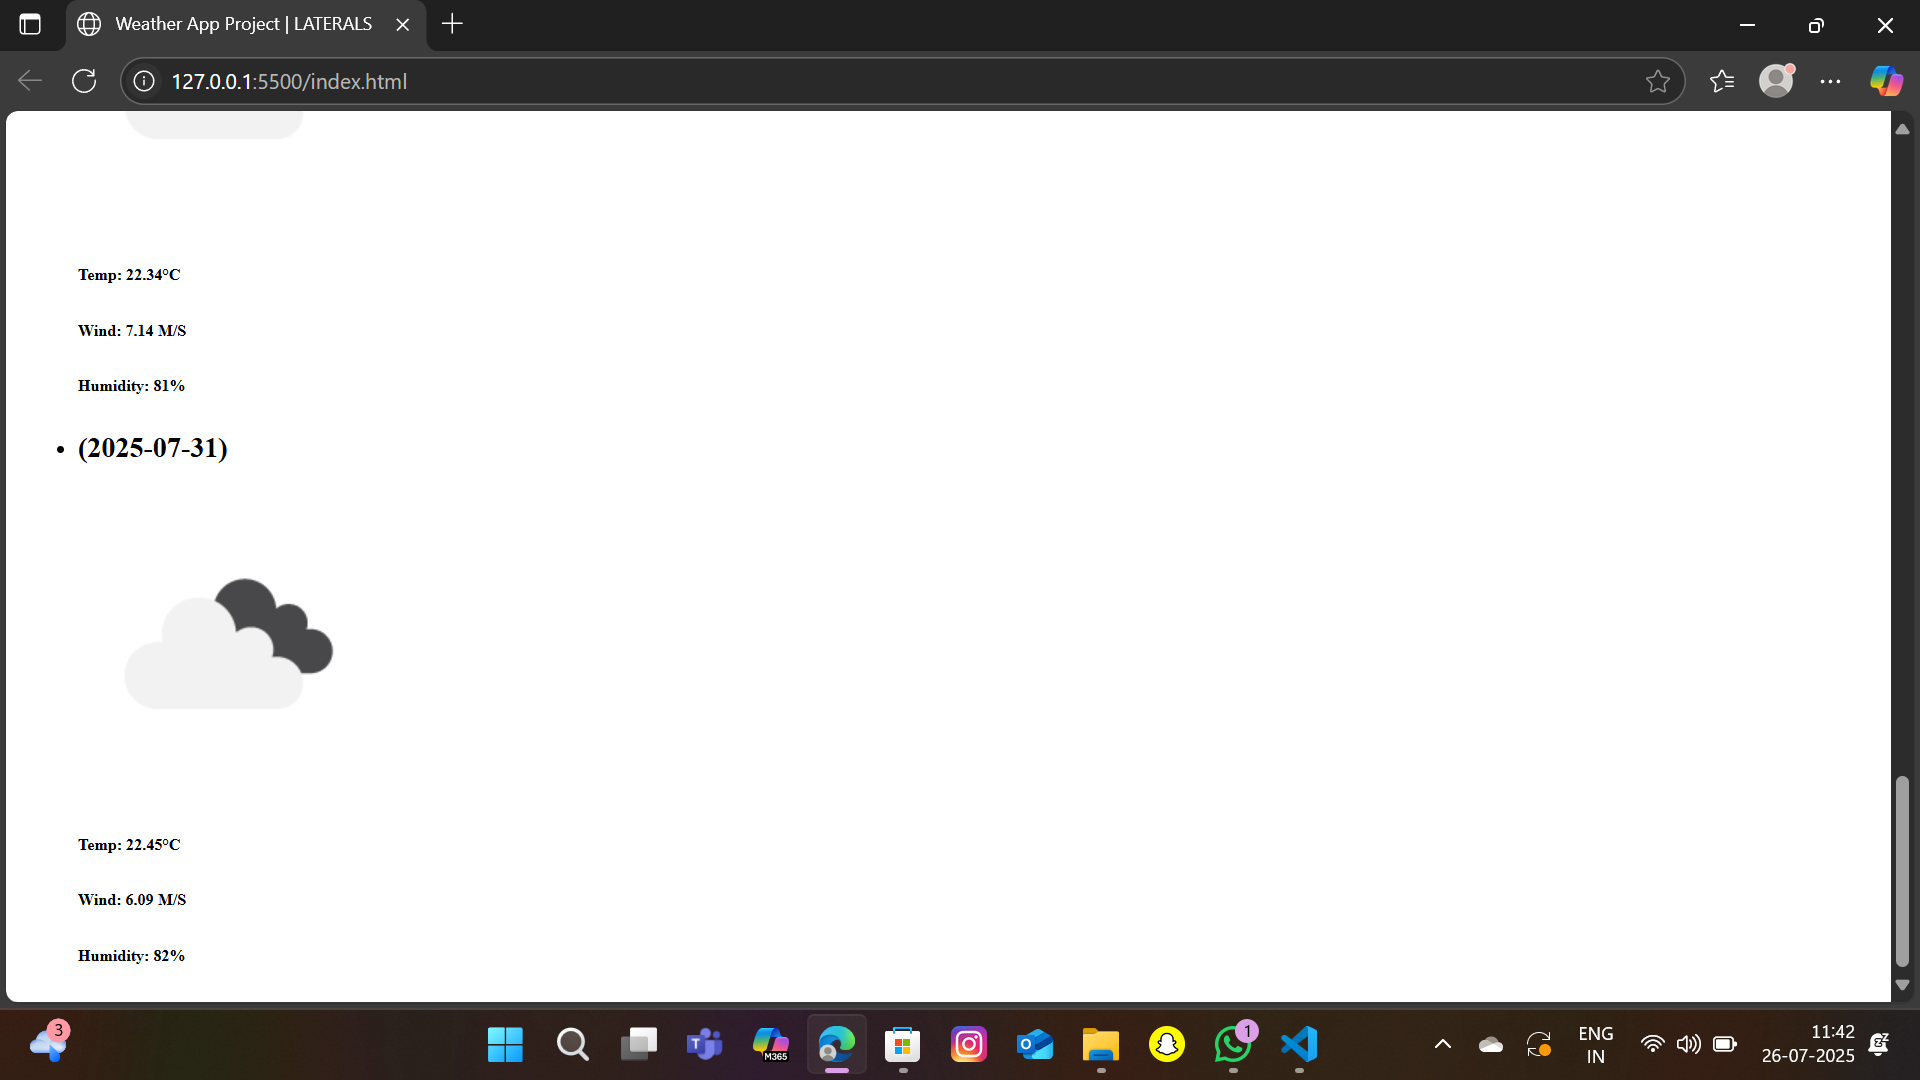 Weather App Project | LATERALS
127.0.0.1:5500/index.html
Temp: 22.34°C
Wind: 7.14 M/S
Humidity: 81%
(2025-07-31)
Temp: 22.45°C
Wind: 6.09 M/S
Humidity: 82%
3
T
M365
O
1
ENG
IN
11:42
26-07-2025